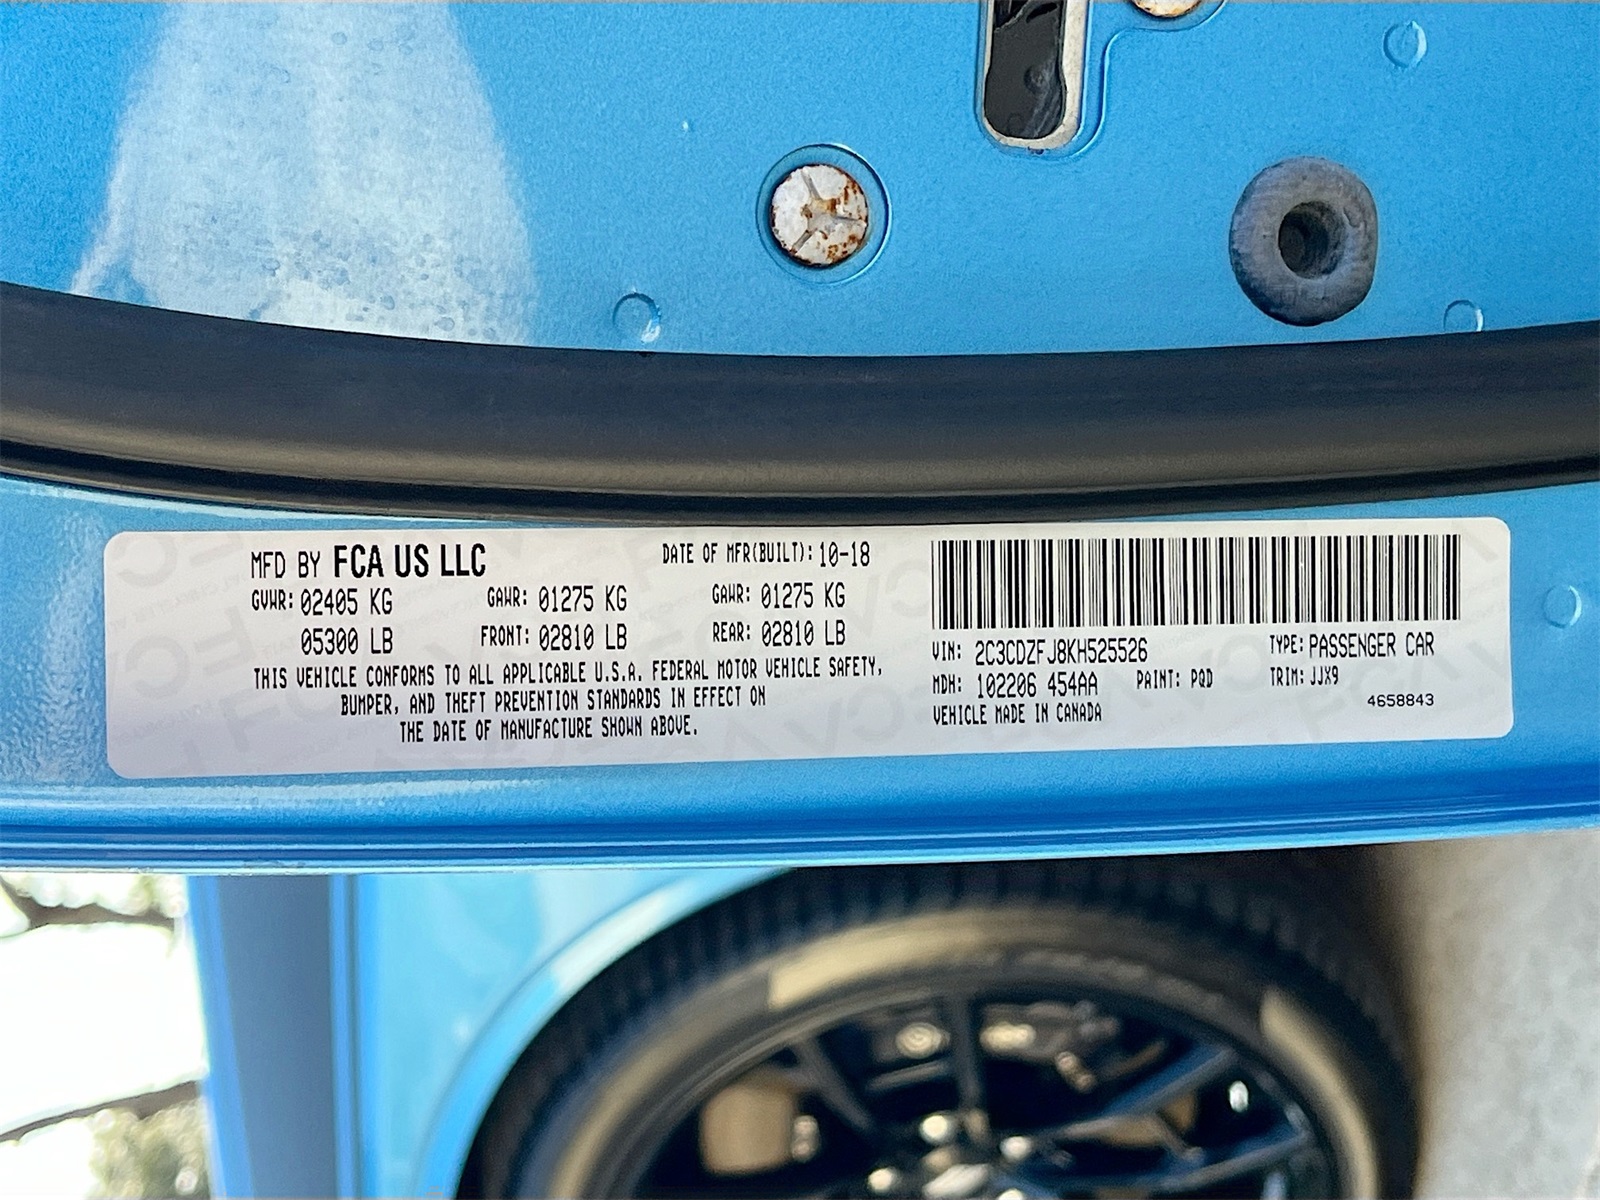 MFD BY FCA US LLC DATE OF MFR(BUILT): 10-18
GVWR: 02405 KG GAWR: 01275 KG GAWR: 01275 KG
05300 LB FRONT: 02810 LB REAR: 02810 LB
THIS VEHICLE CONFORMS TO ALL APPLICABLE U.S.A. FEDERAL MOTOR VEHICLE SAFETY,
BUMPER, AND THEFT PREVENTION STANDARDS IN EFFECT ON
THE DATE OF MANUFACTURE SHOWN ABOVE.
VIN: 2C3CDZFJ8KH525526 TYPE: PASSENGER CAR
MDH: 102206 454AA PAINT: PQD TRIM: JJX9
VEHICLE MADE IN CANADA 4658843